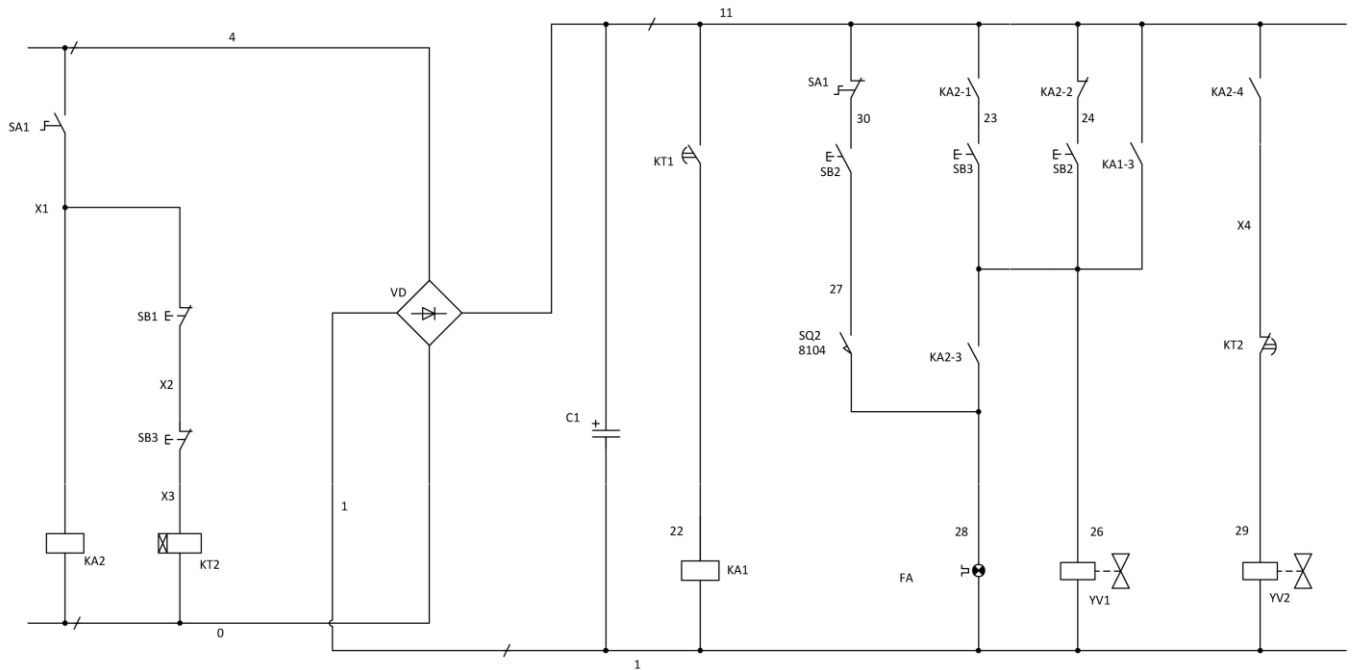 11
4
SA1
SA1
KA2-1
KA2-2
KA2-4
30
23
24
KT1
SB2
SB3
SB2
KA1-3
X1
X4
27
VD
SB1
SQ2
8104
KA2-3
KT2
X2
C1
+
SB3
X3
1
22
28
26
29
KA2
KT2
KA1
FA
YV1
YV2
0
1